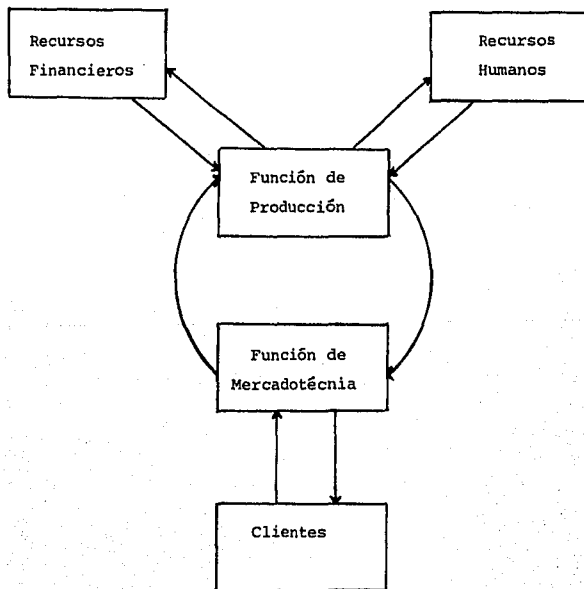 Recursos
Financieros
Recursos
Humanos
Función de
Producción
Función de
Mercadotécnia
Clientes